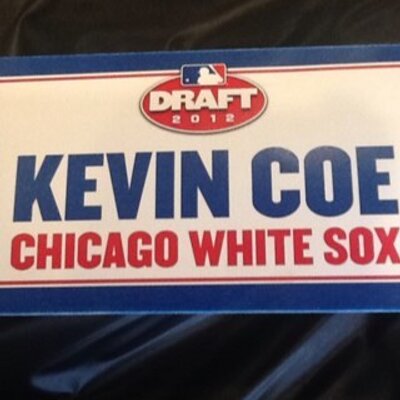 DRAFT
2012
KEVIN COE
CHICAGO WHITE SOX